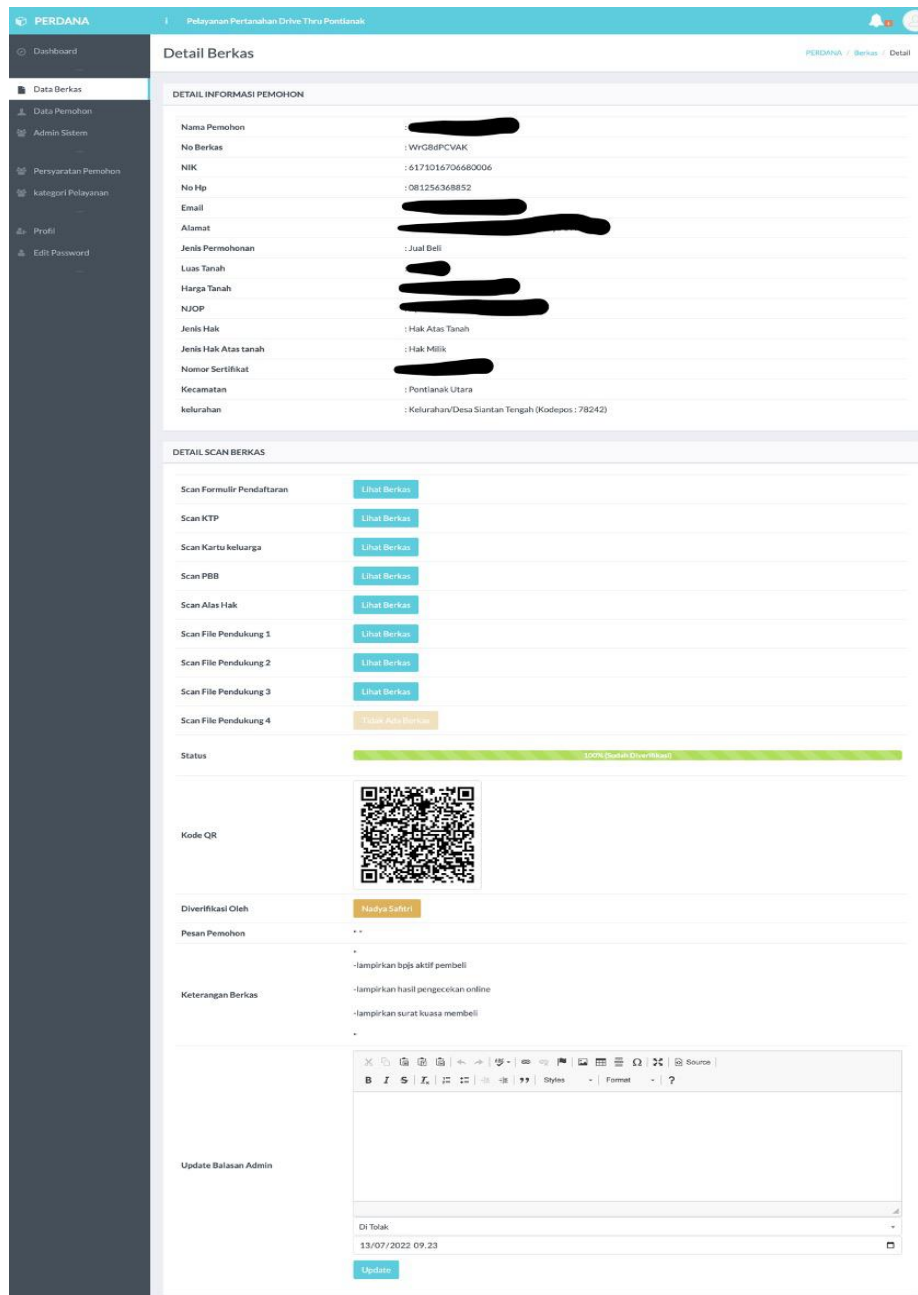 PERDANA
Pelayanan Pertanahan Drive Thru Pontianak
Dashboard
Data Berkas
Data Pemohon
Admin Sistem
Persyaratan Pemohon
kategori Pelayanan
Profil
Edit Password
Detail Berkas
PERDANA / Berkas / Detail
DETAIL INFORMASI PEMOHON
Nama Pemohon :
No Berkas : WrG8dPCVAK
NIK : 6171016706680006
No Hp : 081256368852
Email
Alamat
Jenis Permohonan : Jual Beli
Luas Tanah
Harga Tanah
NJOP
Jenis Hak : Hak Atas Tanah
Jenis Hak Atas tanah : Hak Milik
Nomor Sertifikat
Kecamatan : Pontianak Utara
kelurahan : Kelurahan/Desa Siantan Tengah (Kodepos : 78242)
DETAIL SCAN BERKAS
Scan Formulir Pendaftaran Lihat Berkas
Scan KTP Lihat Berkas
Scan Kartu keluarga Lihat Berkas
Scan PBB Lihat Berkas
Scan Alas Hak Lihat Berkas
Scan File Pendukung 1 Lihat Berkas
Scan File Pendukung 2 Lihat Berkas
Scan File Pendukung 3 Lihat Berkas
Scan File Pendukung 4 Tidak Ada Berkas
Status 100% (Sudah Diverifikasi)
Kode QR
Diverifikasi Oleh Nadya Safitri
Pesan Pemohon " "
"
-lampirkan bpjs aktif pembeli
-lampirkan hasil pengecekan online
Keterangan Berkas
-lampirkan surat kuasa membeli
"
Source
B I S Ix Styles Format ?
Update Balasan Admin
Di Tolak
13/07/2022 09.23
Update